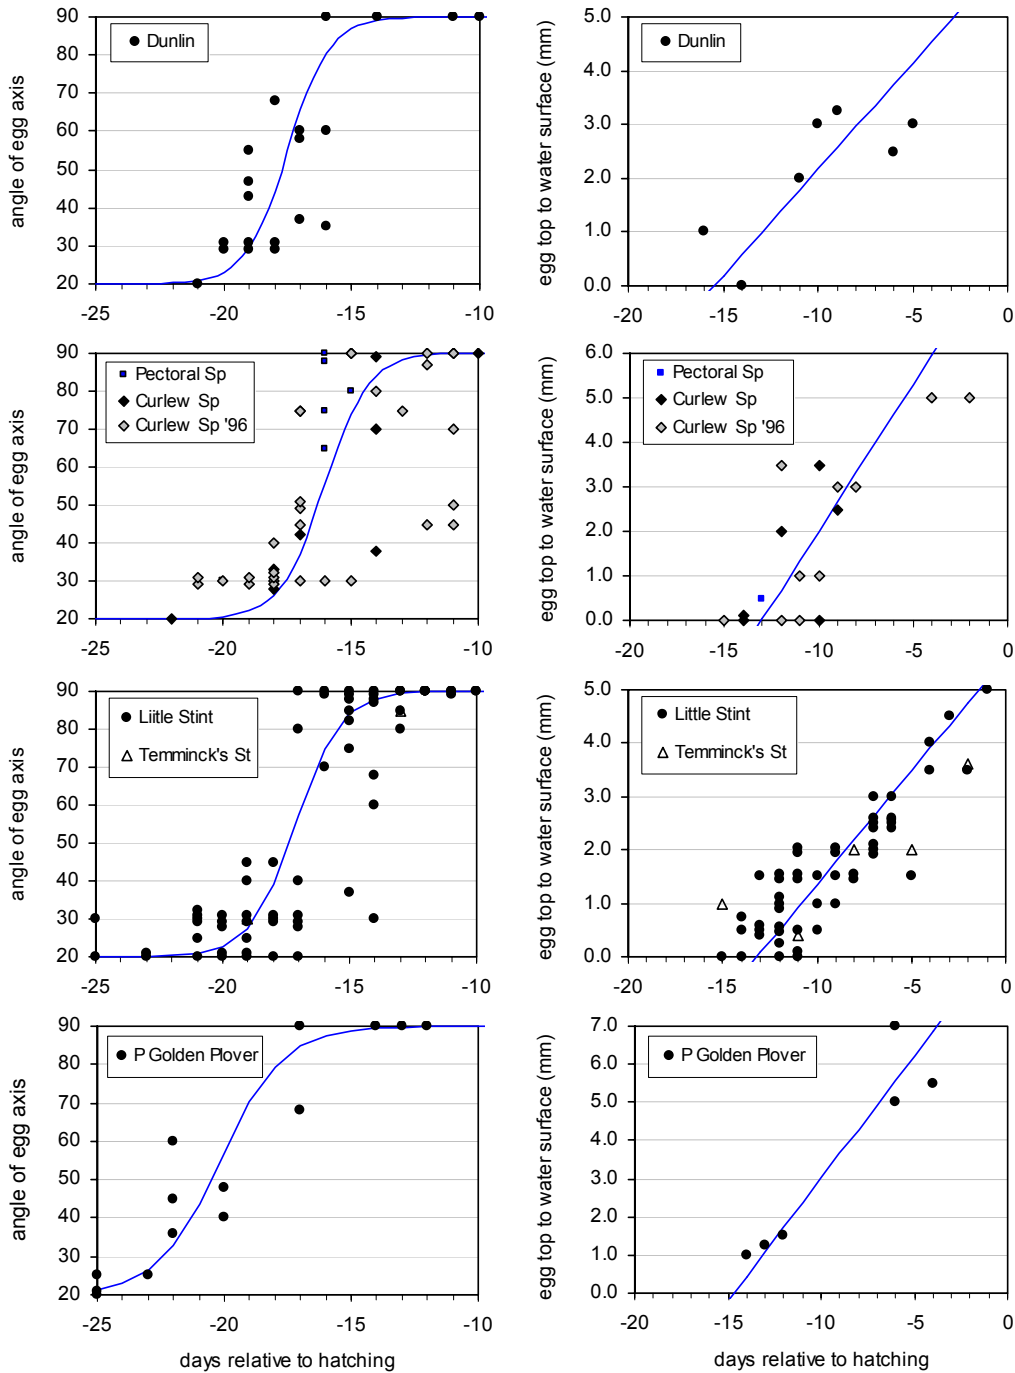 90
80
70
60
50
40
30
20
angle of egg axis
Dunlin
-25 -20 -15 -10
5.0
4.0
3.0
2.0
1.0
0.0
egg top to water surface (mm)
Dunlin
-20 -15 -10 -5 0
90
80
70
60
50
40
30
20
angle of egg axis
Pectoral Sp
Curlew Sp
Curlew Sp '96
-25 -20 -15 -10
6.0
5.0
4.0
3.0
2.0
1.0
0.0
egg top to water surface (mm)
Pectoral Sp
Curlew Sp
Curlew Sp '96
-20 -15 -10 -5 0
90
80
70
60
50
40
30
20
angle of egg axis
Liitle Stint
Temminck's St
-25 -20 -15 -10
5.0
4.0
3.0
2.0
1.0
0.0
egg top to water surface (mm)
Little Stint
Temminck's St
-20 -15 -10 -5 0
90
80
70
60
50
40
30
20
angle of egg axis
P Golden Plover
-25 -20 -15 -10
days relative to hatching
7.0
6.0
5.0
4.0
3.0
2.0
1.0
0.0
egg top to water surface (mm)
P Golden Plover
-20 -15 -10 -5 0
days relative to hatching